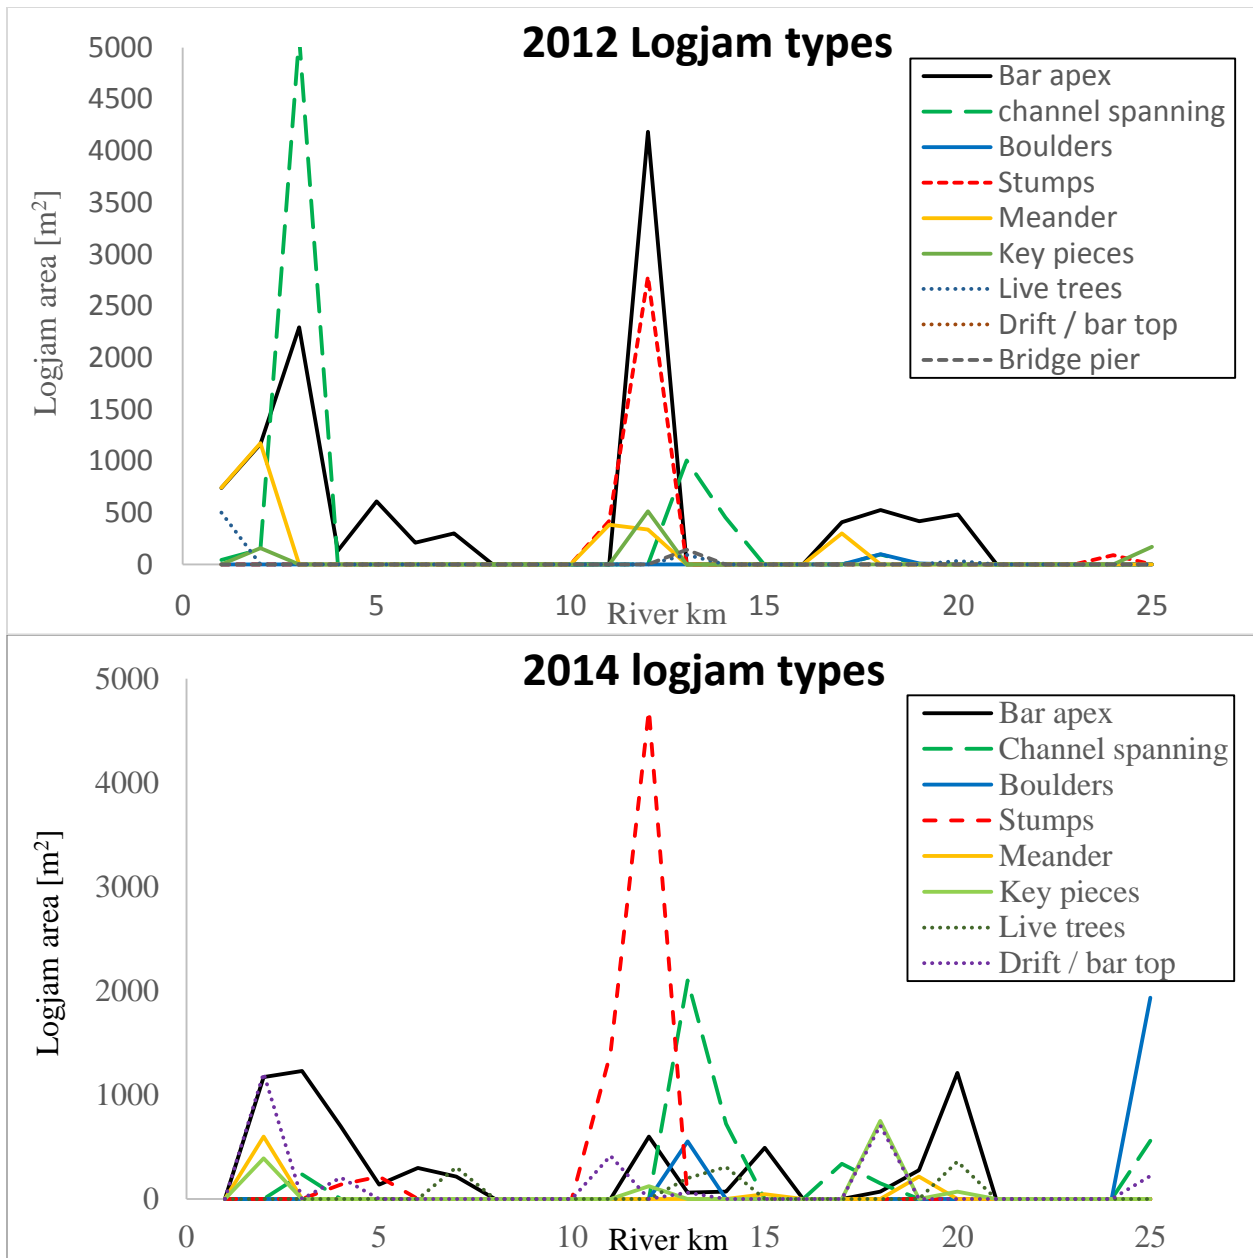 2012 Logjam types
5000
4500
4000
3500
3000
2500
2000
1500
1000
500
0
Logjam area [m²]
Bar apex
channel spanning
Boulders
Stumps
Meander
Key pieces
Live trees
Drift / bar top
Bridge pier
0 5 10 15 20 25
River km
2014 logjam types
5000
4000
3000
2000
1000
0
Logjam area [m²]
Bar apex
Channel spanning
Boulders
Stumps
Meander
Key pieces
Live trees
Drift / bar top
0 5 10 15 20 25
River km